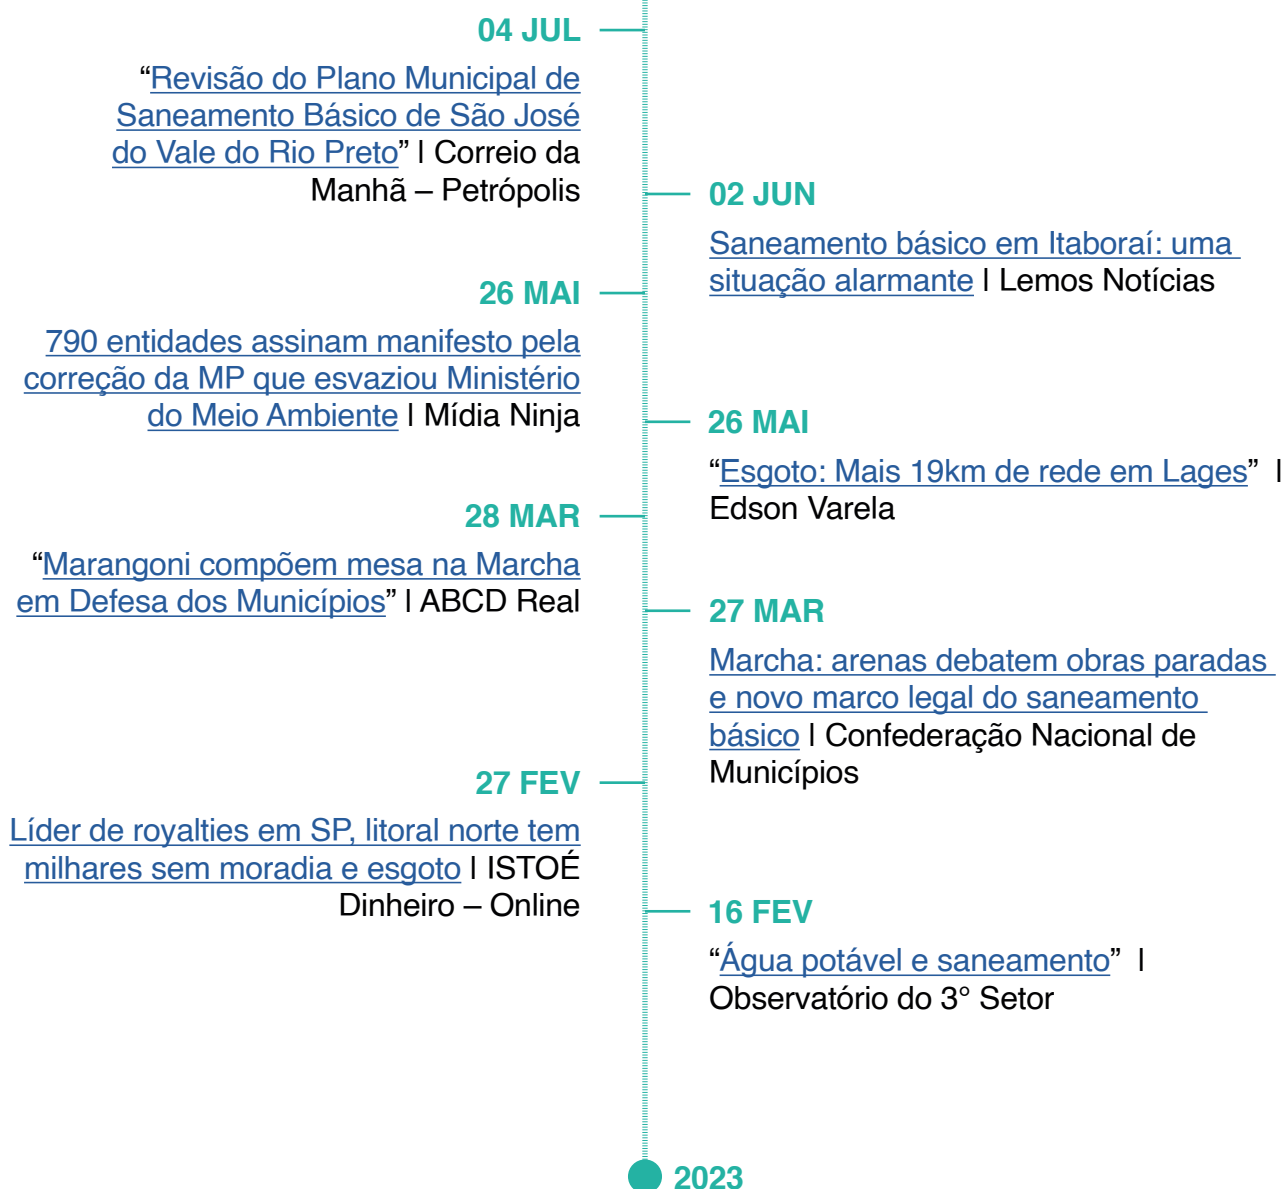 04 JUL
“Revisão do Plano Municipal de
Saneamento Básico de São José
do Vale do Rio Preto” | Correio da
Manhã – Petrópolis
02 JUN
Saneamento básico em Itaboraí: uma
situação alarmante | Lemos Notícias
26 MAI
790 entidades assinam manifesto pela
correção da MP que esvaziou Ministério
do Meio Ambiente | Mídia Ninja
26 MAI
“Esgoto: Mais 19km de rede em Lages” |
Edson Varela
28 MAR
“Marangoni compõem mesa na Marcha
em Defesa dos Municípios” | ABCD Real
27 MAR
Marcha: arenas debatem obras paradas
e novo marco legal do saneamento
básico | Confederação Nacional de
Municípios
27 FEV
Líder de royalties em SP, litoral norte tem
milhares sem moradia e esgoto | ISTOÉ
Dinheiro – Online
16 FEV
“Água potável e saneamento” |
Observatório do 3° Setor
2023